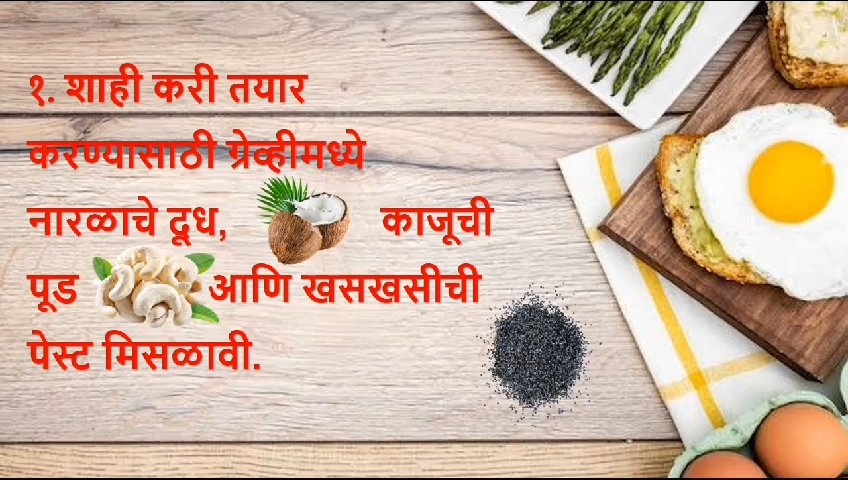 १. शाही करी तयार
करण्यासाठी ग्रेव्हीमध्ये
नारळाचे दूध, काजूची
पूड आणि खसखसीची
पेस्ट मिसळावी.